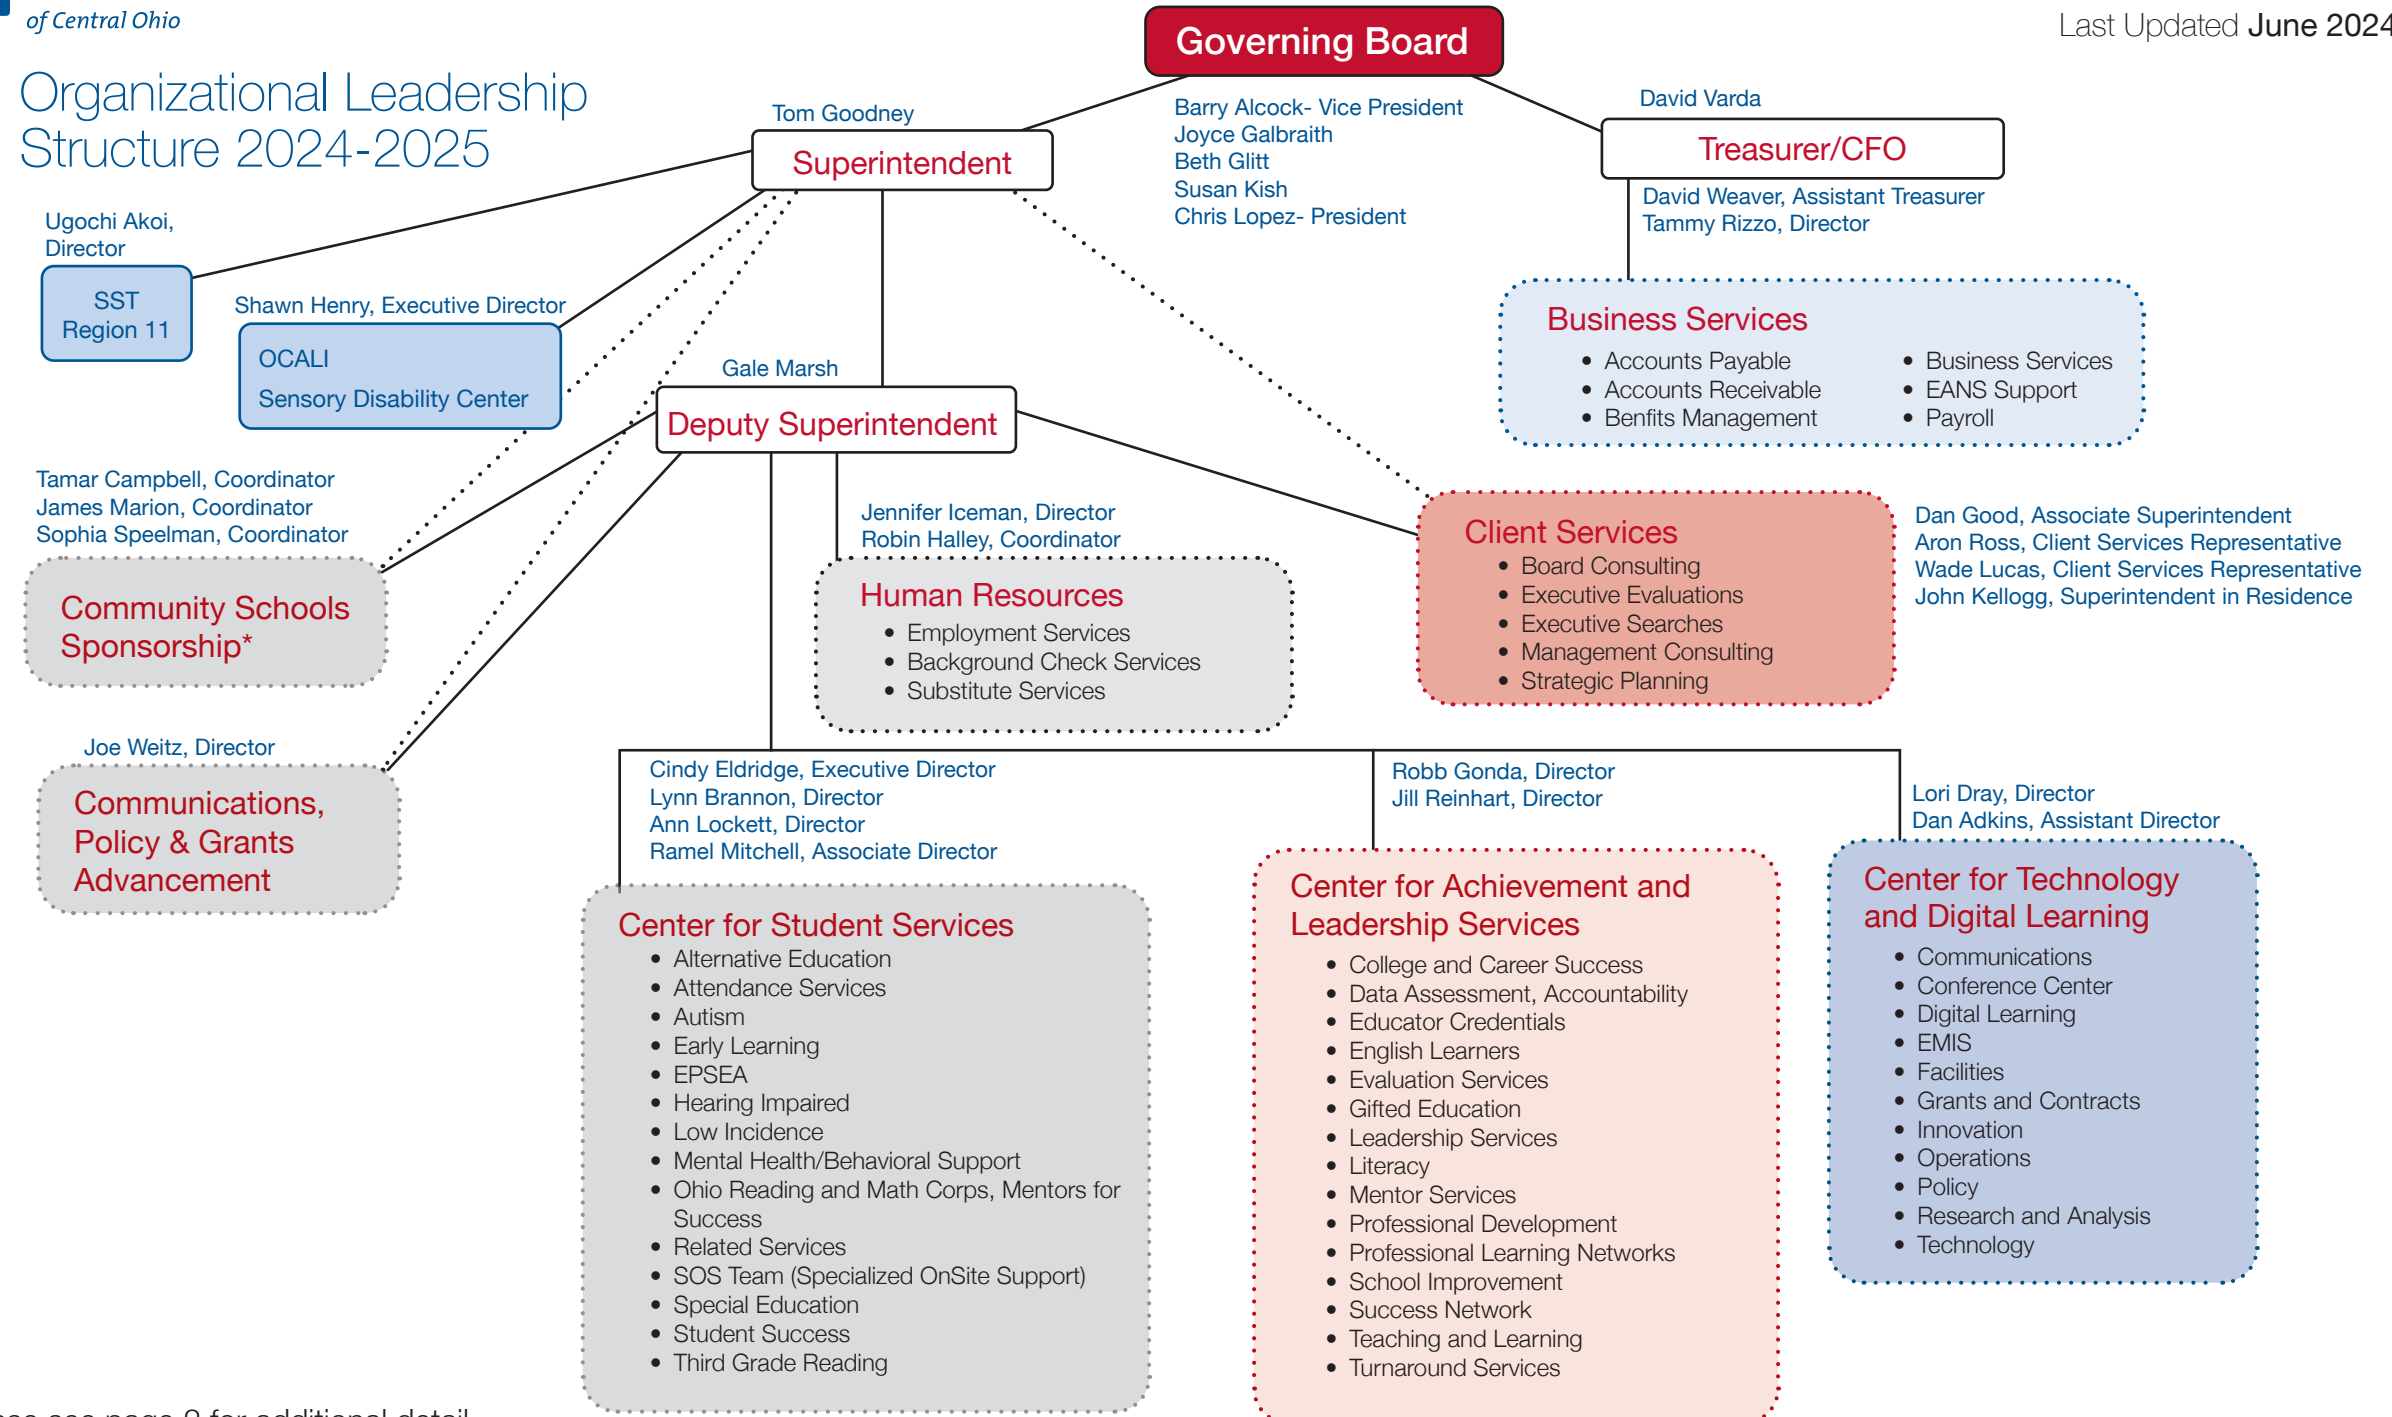 of Central Ohio
Last Updated June 2024
Organizational Leadership
Structure 2024-2025
Governing Board
Barry Alcock- Vice President
Joyce Galbraith
Beth Glitt
Susan Kish
Chris Lopez- President
Tom Goodney
Superintendent
David Varda
Treasurer/CFO
David Weaver, Assistant Treasurer
Tammy Rizzo, Director
Ugochi Akoi,
Director
SST
Region 11
Shawn Henry, Executive Director
OCALI
Sensory Disability Center
Gale Marsh
Deputy Superintendent
Business Services
• Accounts Payable
• Accounts Receivable
• Benfits Management
• Business Services
• EANS Support
• Payroll
Tamar Campbell, Coordinator
James Marion, Coordinator
Sophia Speelman, Coordinator
Community Schools
Sponsorship*
Jennifer Iceman, Director
Robin Halley, Coordinator
Human Resources
• Employment Services
• Background Check Services
• Substitute Services
Client Services
• Board Consulting
• Executive Evaluations
• Executive Searches
• Management Consulting
• Strategic Planning
Dan Good, Associate Superintendent
Aron Ross, Client Services Representative
Wade Lucas, Client Services Representative
John Kellogg, Superintendent in Residence
Joe Weitz, Director
Communications,
Policy & Grants
Advancement
Cindy Eldridge, Executive Director
Lynn Brannon, Director
Ann Lockett, Director
Ramel Mitchell, Associate Director
Center for Student Services
• Alternative Education
• Attendance Services
• Autism
• Early Learning
• EPSEA
• Hearing Impaired
• Low Incidence
• Mental Health/Behavioral Support
• Ohio Reading and Math Corps, Mentors for
Success
• Related Services
• SOS Team (Specialized OnSite Support)
• Special Education
• Student Success
• Third Grade Reading
Robb Gonda, Director
Jill Reinhart, Director
Center for Achievement and
Leadership Services
• College and Career Success
• Data Assessment, Accountability
• Educator Credentials
• English Learners
• Evaluation Services
• Gifted Education
• Leadership Services
• Literacy
• Mentor Services
• Professional Development
• Professional Learning Networks
• School Improvement
• Success Network
• Teaching and Learning
• Turnaround Services
Lori Dray, Director
Dan Adkins, Assistant Director
Center for Technology
and Digital Learning
• Communications
• Conference Center
• Digital Learning
• EMIS
• Facilities
• Grants and Contracts
• Innovation
• Operations
• Policy
• Research and Analysis
• Technology
see page 2 for additional detail